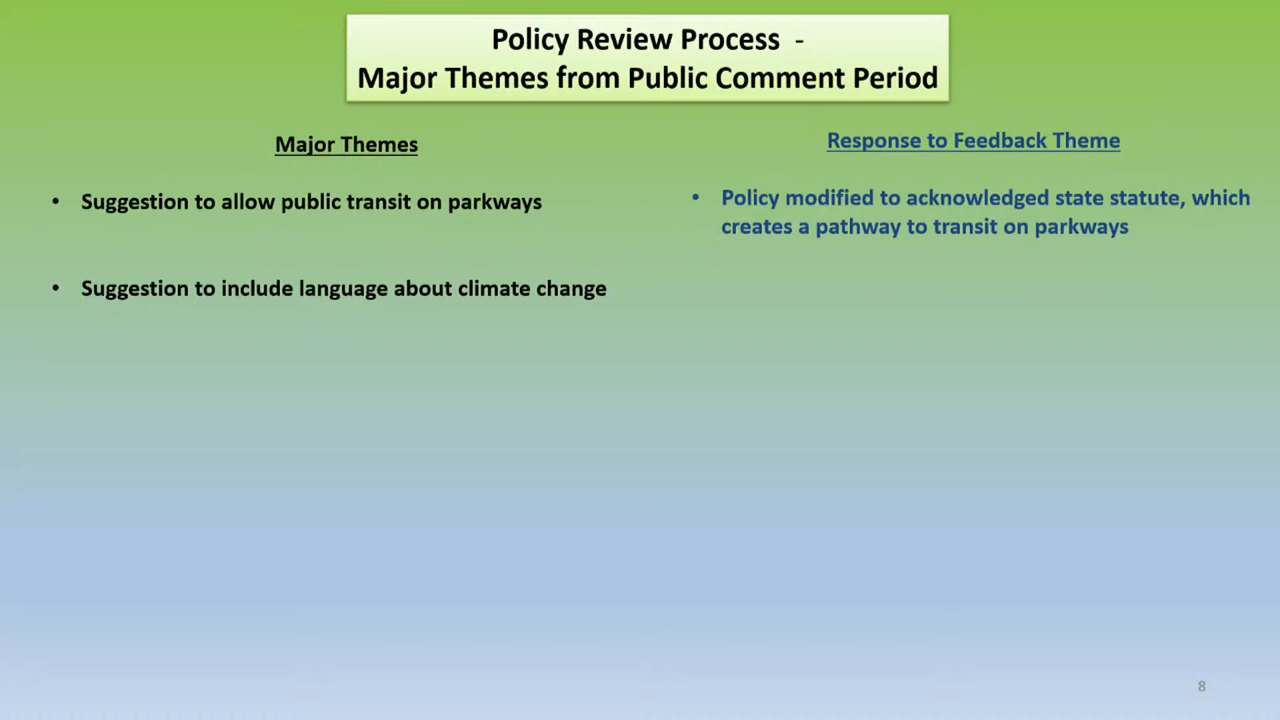 Policy Review Process -
Major Themes from Public Comment Period
Major Themes
• Suggestion to allow public transit on parkways
• Suggestion to include language about climate change
Response to Feedback Theme
• Policy modified to acknowledged state statute, which
creates a pathway to transit on parkways
8